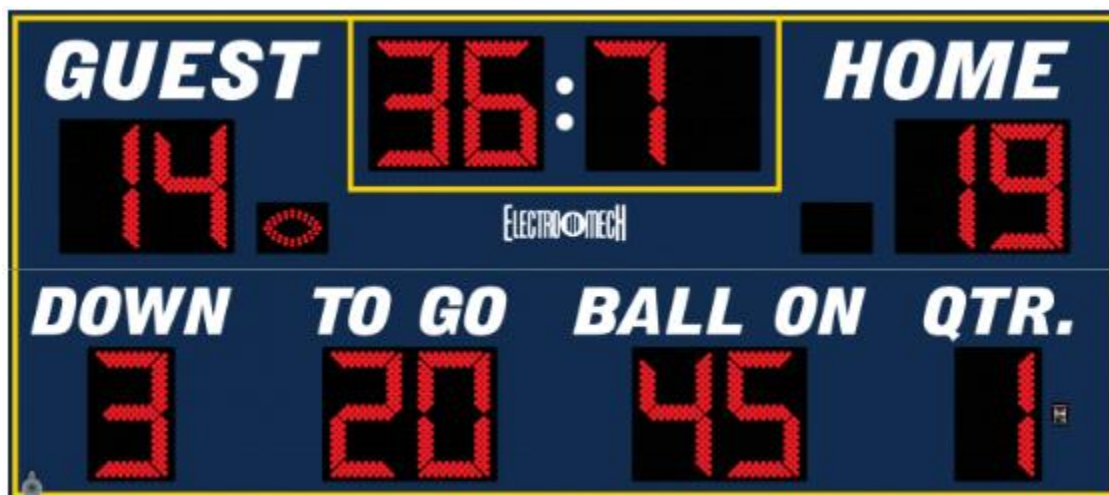 GUEST 36:7 HOME
14 19
ELECTRO-MECH
DOWN TO GO BALL ON QTR.
3 20 45 1